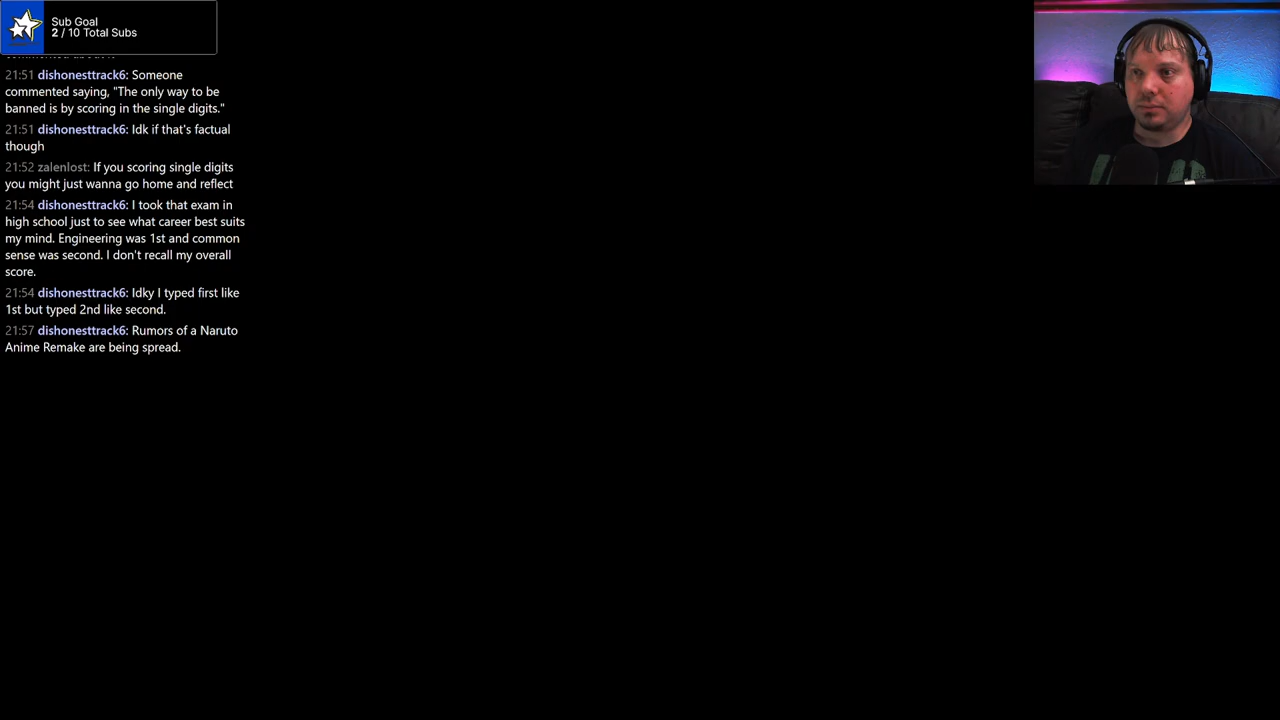 Sub Goal
2 / 10 Total Subs
21:51 dishonesttrack6: Someone
commented saying, "The only way to be
banned is by scoring in the single digits."
21:51 dishonesttrack6: Idk if that's factual
though
21:52 zalenlost: If you scoring single digits
you might just wanna go home and reflect
21:54 dishonesttrack6: I took that exam in
high school just to see what career best suits
my mind. Engineering was 1st and common
sense was second. I don't recall my overall
score.
21:54 dishonesttrack6: Idky I typed first like
1st but typed 2nd like second.
21:57 dishonesttrack6: Rumors of a Naruto
Anime Remake are being spread.